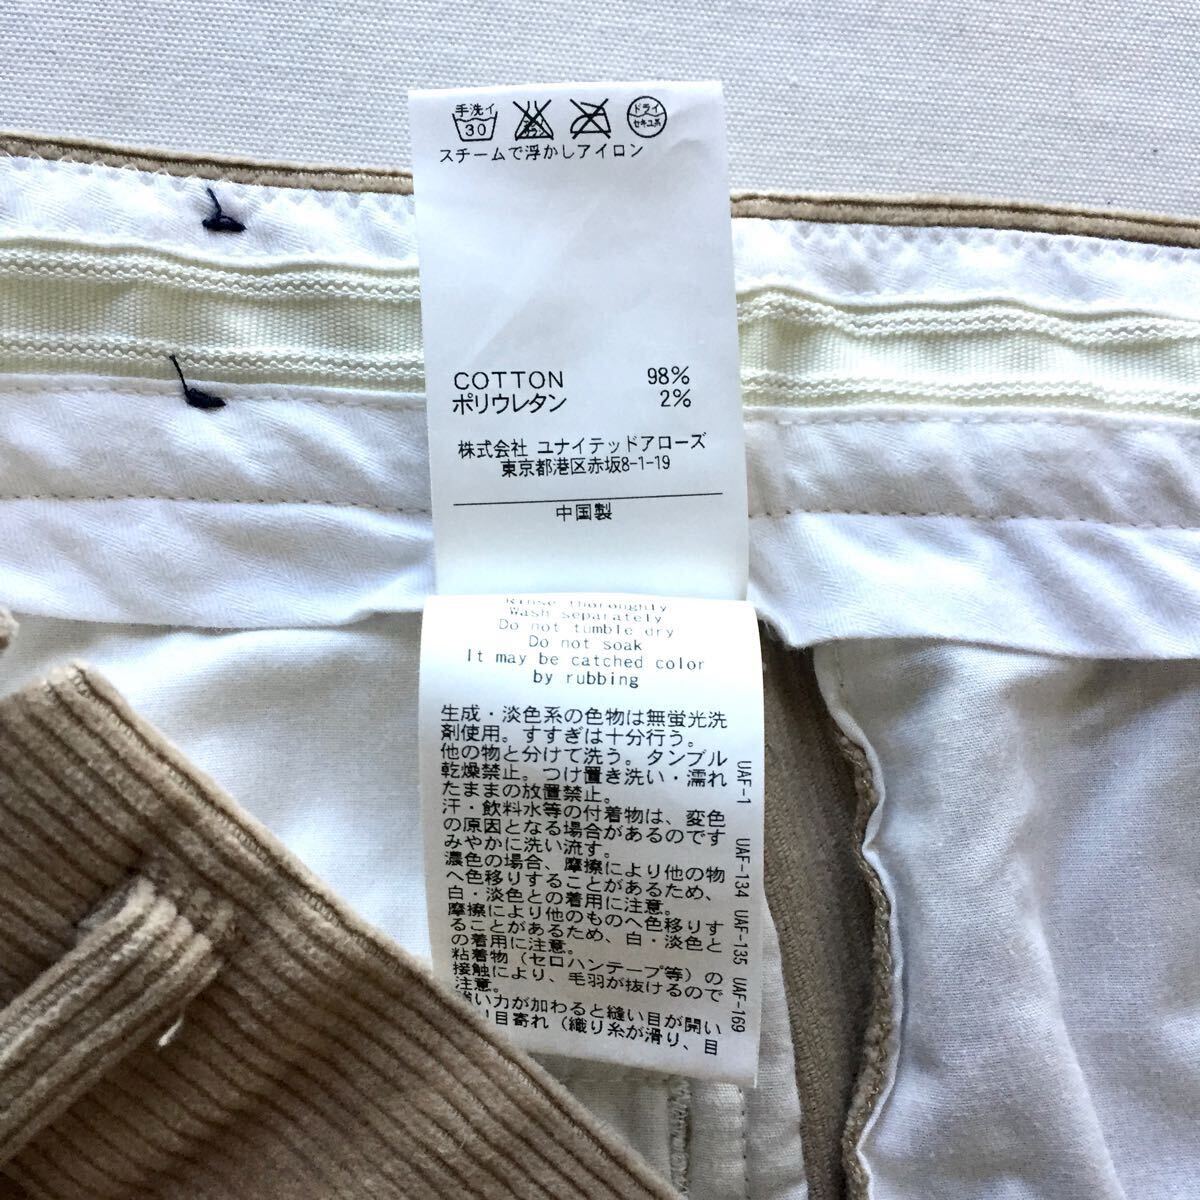 手洗イ
30
ドライ
セキユ系
スチームで浮かしアイロン
COTTON 98%
ポリウレタン 2%
株式会社 ユナイテッドアローズ
東京都港区赤坂8-1-19
中国製
Rinse thoroughly
Wash separately
Do not tumble dry
Do not soak
It may be catched color
by rubbing
生成・淡色系の色物は無蛍光洗
剤使用。すすぎは十分行う。
他の物と分けて洗う。タンブル
乾燥禁止。つけ置き洗い・濡れ
たままの放置禁止。
汗・飲料水等の付着物は、変色
の原因となる場合があるのです
みやかに洗い流す。
濃色の場合、摩擦により他の物
へ色移りすることがあるため、
白・淡色との着用に注意。
摩擦により他のものへ色移りす
ることがあるため、白・淡色と
の着用に注意。
粘着物（セロハンテープ等）の
接触により、毛羽が抜けるので
注意。
強い力が加わると縫い目が開い
り目寄れ（織り糸が滑り、目
UAF-1 UAF-134 UAF-135 UAF-169